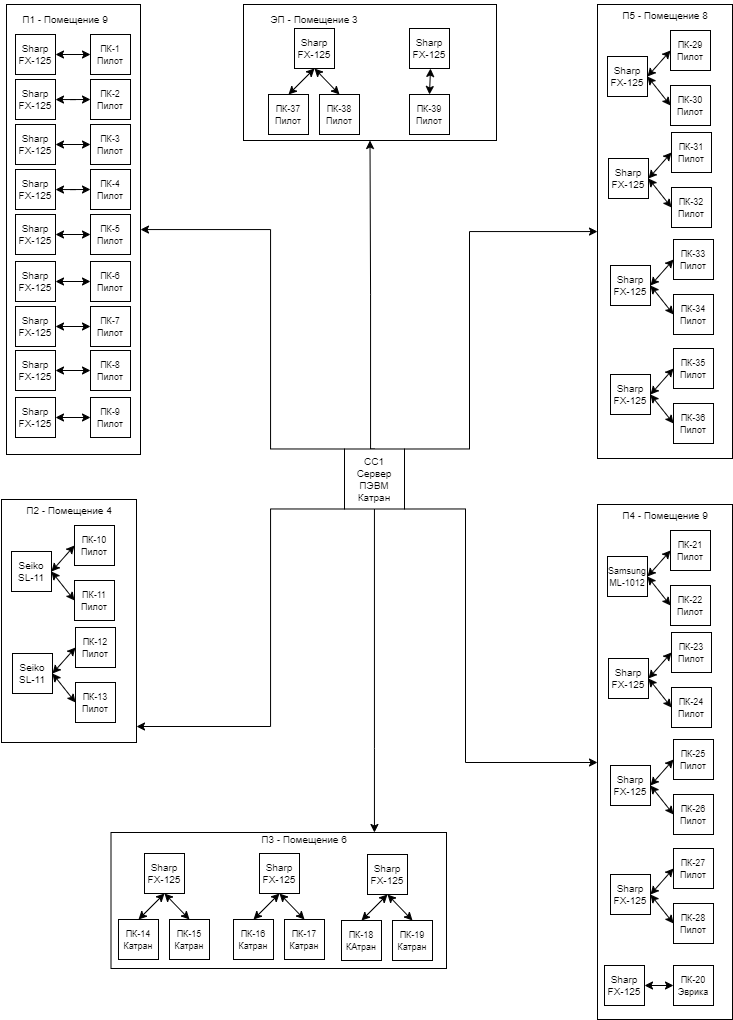 П1 - Помещение 9
Sharp
FX-125
ПК-1
Пилот
Sharp
FX-125
ПК-2
Пилот
Sharp
FX-125
ПК-3
Пилот
Sharp
FX-125
ПК-4
Пилот
Sharp
FX-125
ПК-5
Пилот
Sharp
FX-125
ПК-6
Пилот
Sharp
FX-125
ПК-7
Пилот
Sharp
FX-125
ПК-8
Пилот
Sharp
FX-125
ПК-9
Пилот
ЭП - Помещение 3
Sharp
FX-125
ПК-37
Пилот
ПК-38
Пилот
Sharp
FX-125
ПК-39
Пилот
П5 - Помещение 8
Sharp
FX-125
ПК-29
Пилот
ПК-30
Пилот
Sharp
FX-125
ПК-31
Пилот
ПК-32
Пилот
Sharp
FX-125
ПК-33
Пилот
ПК-34
Пилот
Sharp
FX-125
ПК-35
Пилот
ПК-36
Пилот
СС1
Сервер
ПЭВМ
Катран
П2 - Помещение 4
Seiko
SL-11
ПК-10
Пилот
ПК-11
Пилот
Seiko
SL-11
ПК-12
Пилот
ПК-13
Пилот
П4 - Помещение 9
Samsung
ML-1012
ПК-21
Пилот
ПК-22
Пилот
Sharp
FX-125
ПК-23
Пилот
ПК-24
Пилот
Sharp
FX-125
ПК-25
Пилот
ПК-26
Пилот
Sharp
FX-125
ПК-27
Пилот
ПК-28
Пилот
Sharp
FX-125
ПК-20
Эврика
П3 - Помещение 6
Sharp
FX-125
ПК-14
Катран
ПК-15
Катран
Sharp
FX-125
ПК-16
Катран
ПК-17
Катран
Sharp
FX-125
ПК-18
КАтран
ПК-19
Катран